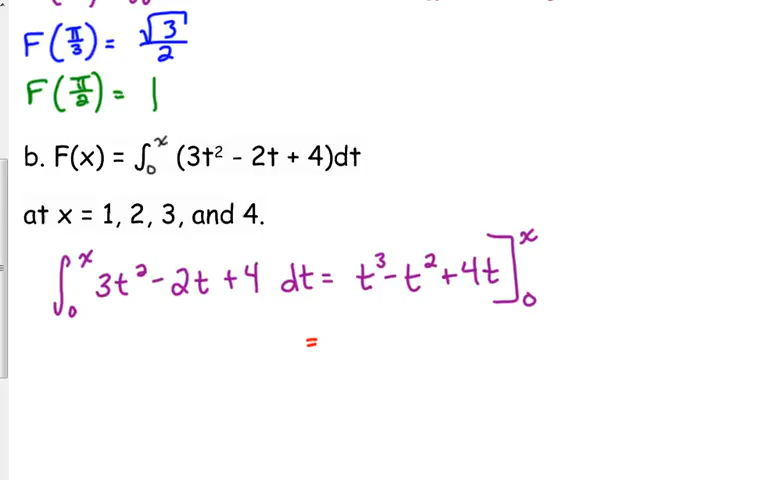 F(π/3) = √3/2
F(π/2) = 1
b. F(x) = ∫₀ˣ (3t² - 2t + 4)dt
at x = 1, 2, 3, and 4.
∫₀ˣ 3t² - 2t + 4 dt = t³ - t² + 4t]₀ˣ
=